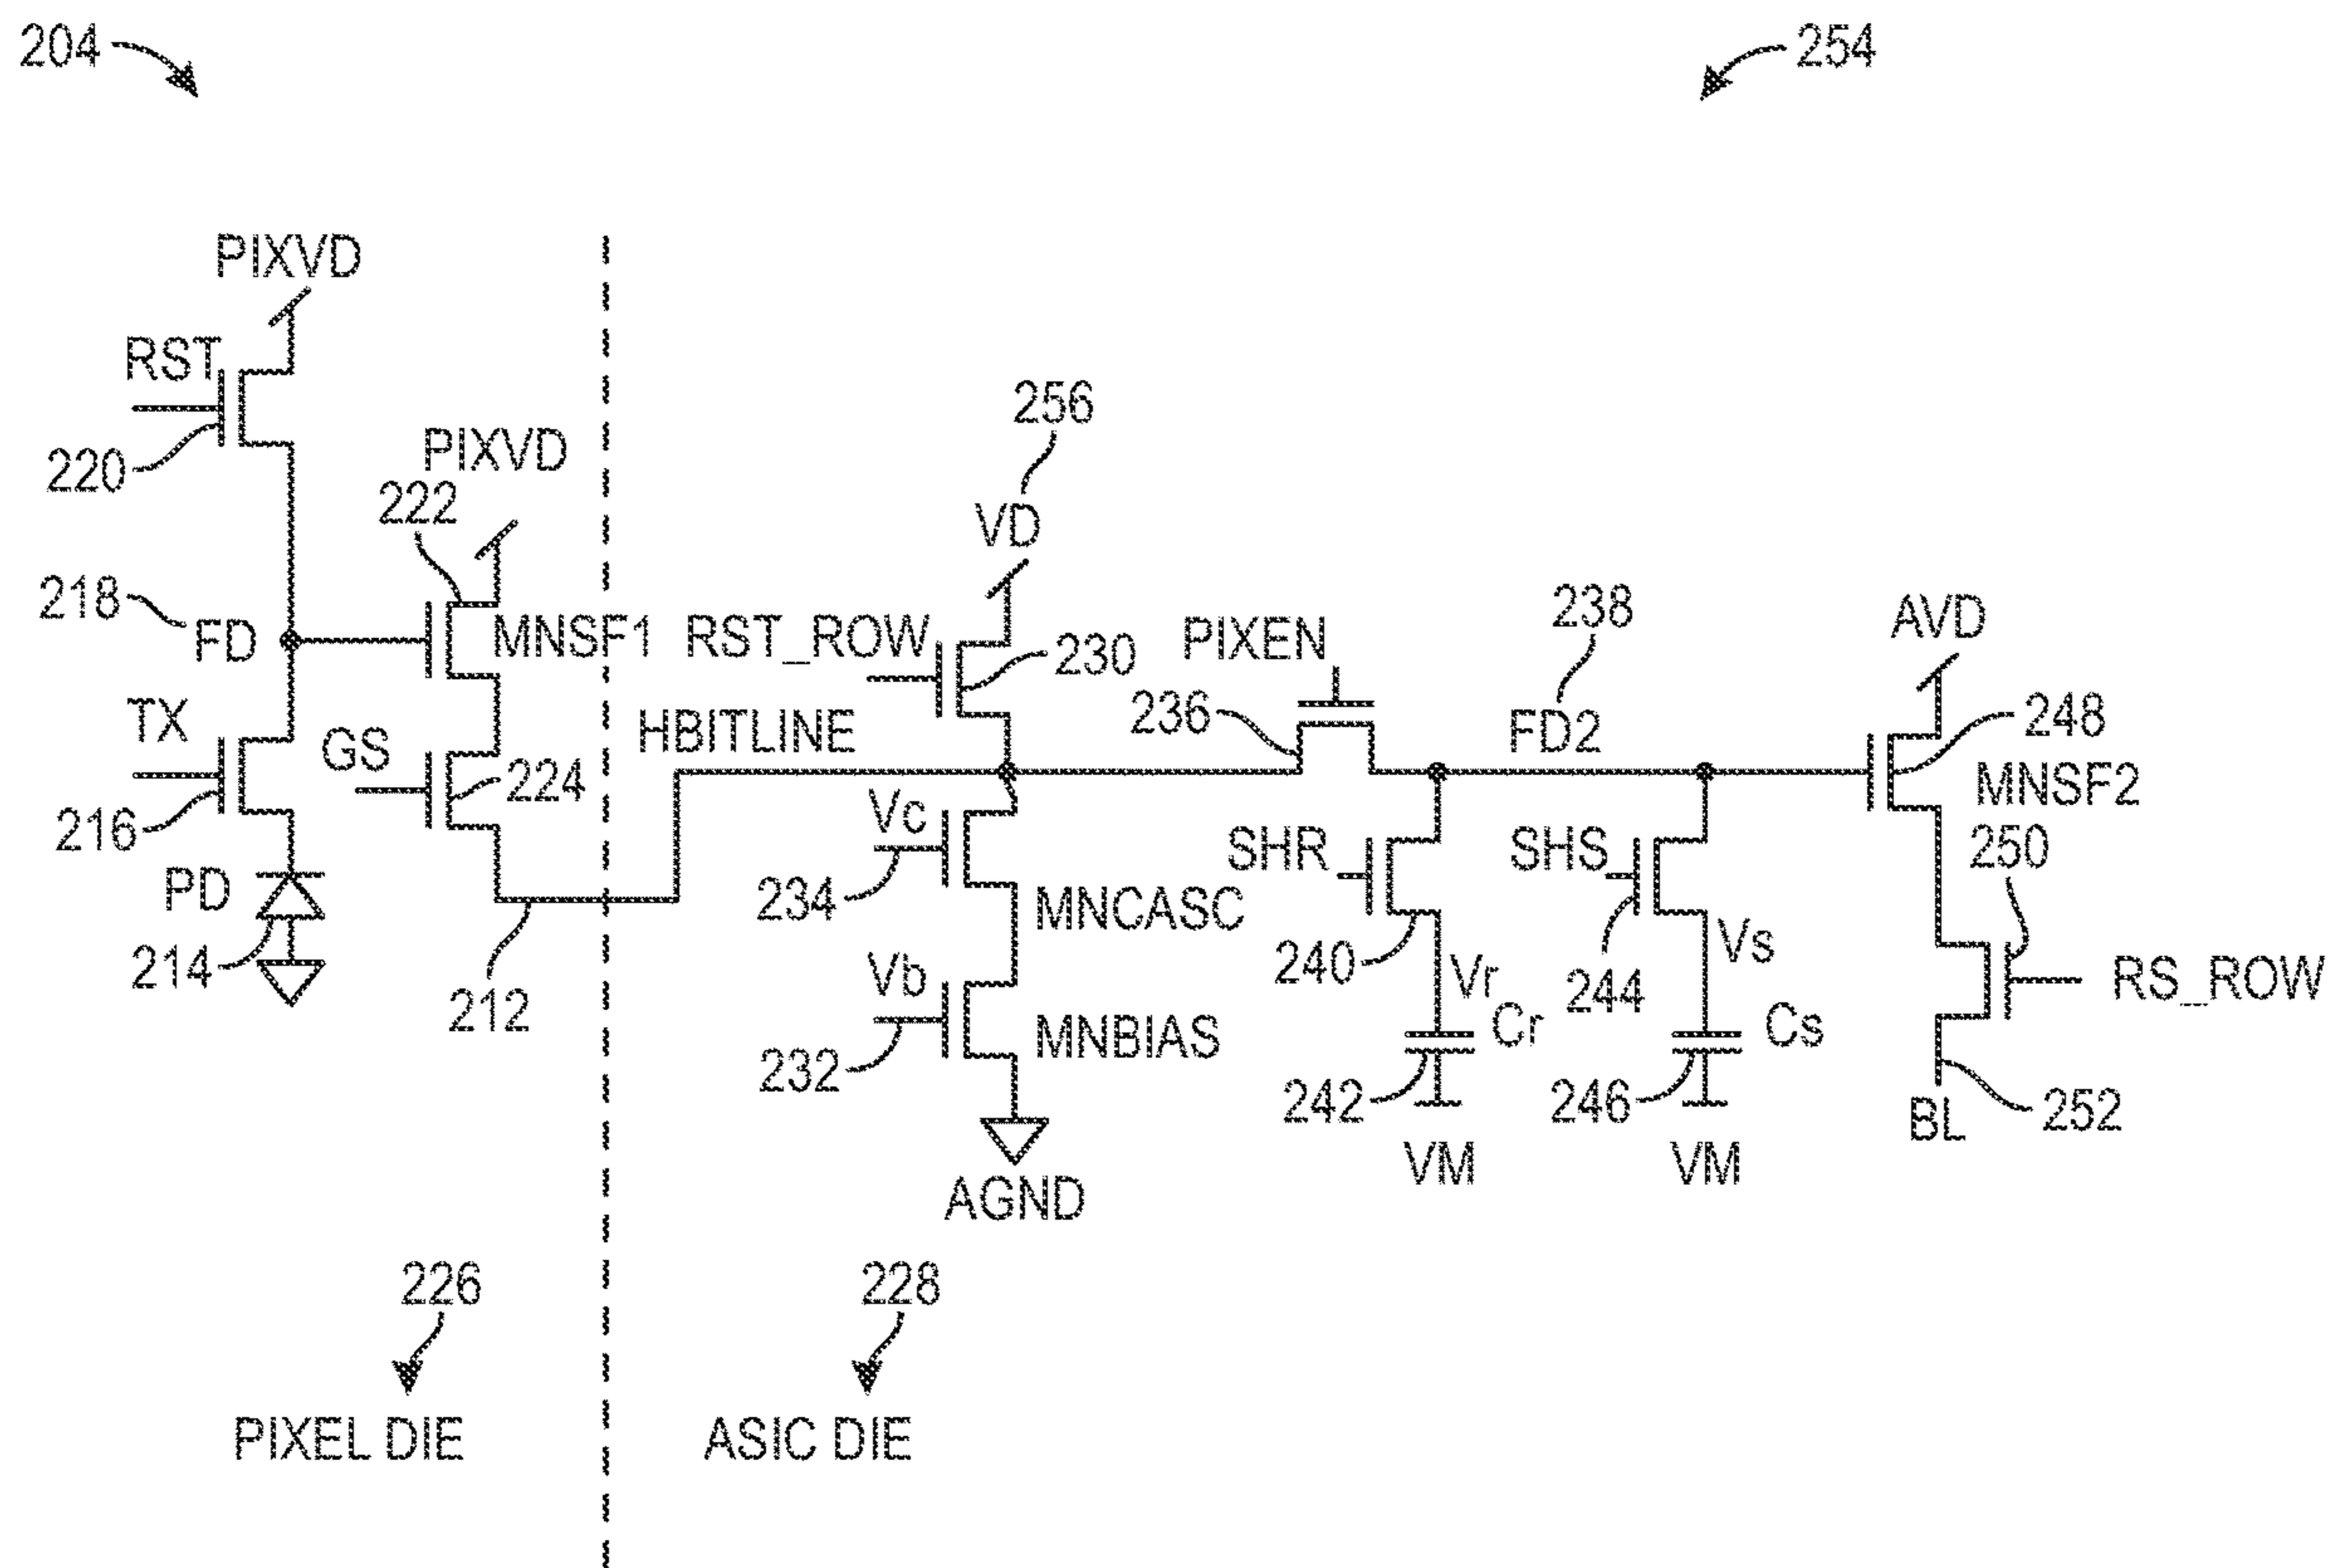 204
254
PIXVD
RST
220
PIXVD
222
256
VD
218
FD
MNSF1
RST_ROW
230
PIXEN
238
AVD
TX
GS
224
HBITLINE
236
FD2
248
MNSF2
216
Vc
SHR
SHS
250
PD
214
234
MNCASC
240
Vr
244
Vs
RS_ROW
212
Vb
232
MNBIAS
Cr
Cs
242
246
BL
252
VM
VM
AGND
226
228
PIXEL DIE
ASIC DIE